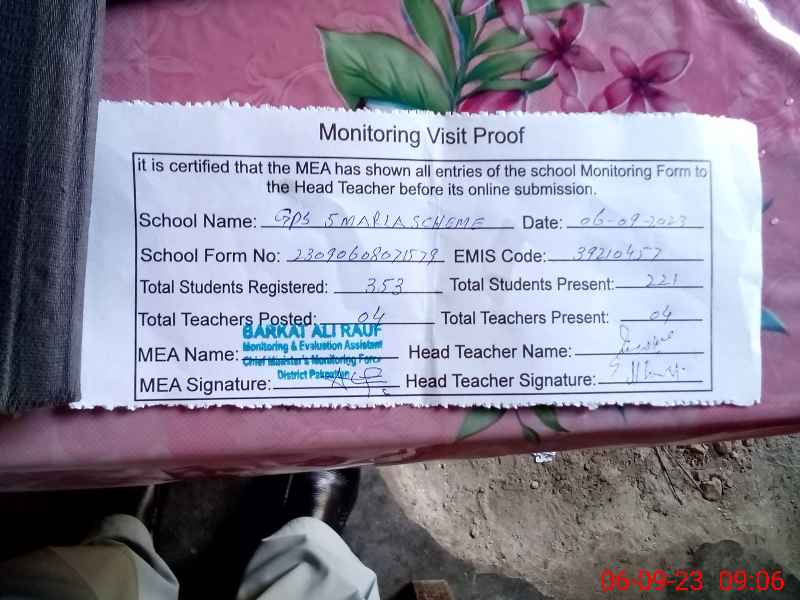 Monitoring Visit Proof
it is certified that the MEA has shown all entries of the school Monitoring Form to
the Head Teacher before its online submission.
School Name: GPS 5 MARLA SCHEME Date: 06-09-2023
School Form No: 23090608071579 EMIS Code: 39210457
Total Students Registered: 353 Total Students Present: 221
Total Teachers Posted: 04 Total Teachers Present: 04
BARKAT ALI RAUF
Monitoring & Evaluation Assistant
MEA Name: Head Teacher Name:
Chief Minister's Monitoring Force
District Pakpattan
MEA Signature: Head Teacher Signature:
06-09-23 09:06